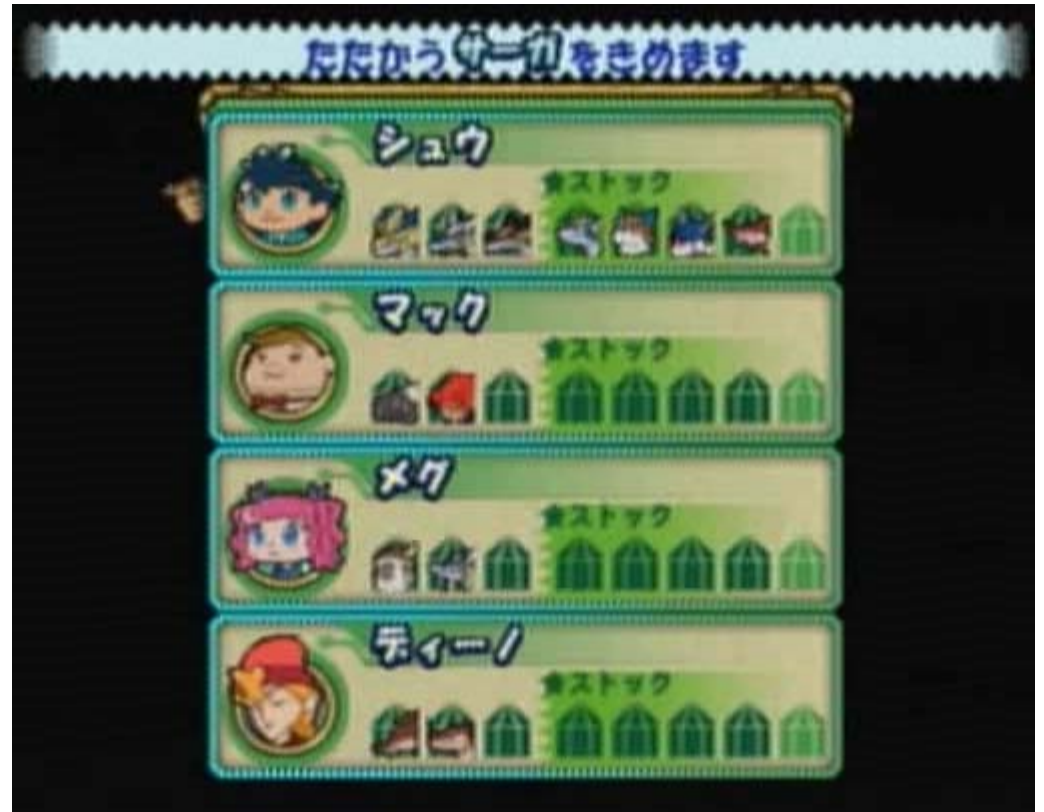 たたかうサーガをきめます
シュウ
★ストック
マック
★ストック
メグ
★ストック
ディーノ
★ストック